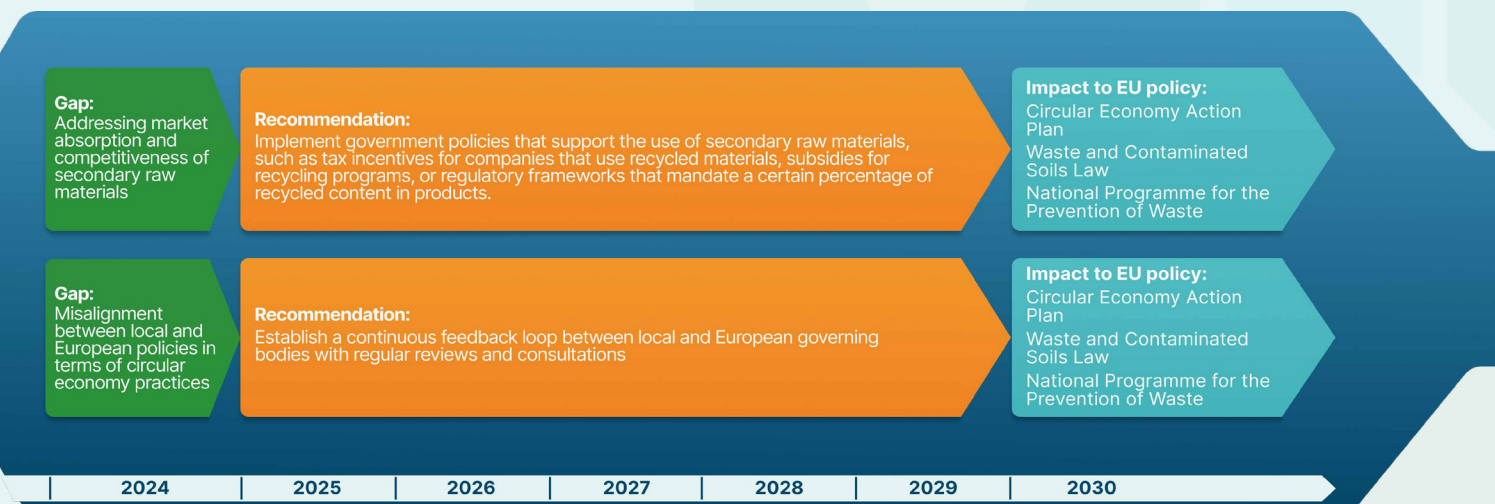 Gap:
Addressing market
absorption and
competitiveness of
secondary raw
materials
Recommendation:
Implement government policies that support the use of secondary raw materials,
such as tax incentives for companies that use recycled materials, subsidies for
recycling programs, or regulatory frameworks that mandate a certain percentage of
recycled content in products.
Impact to EU policy:
Circular Economy Action
Plan
Waste and Contaminated
Soils Law
National Programme for the
Prevention of Waste
Gap:
Misalignment
between local and
European policies in
terms of circular
economy practices
Recommendation:
Establish a continuous feedback loop between local and European governing
bodies with regular reviews and consultations
Impact to EU policy:
Circular Economy Action
Plan
Waste and Contaminated
Soils Law
National Programme for the
Prevention of Waste
2024 2025 2026 2027 2028 2029 2030